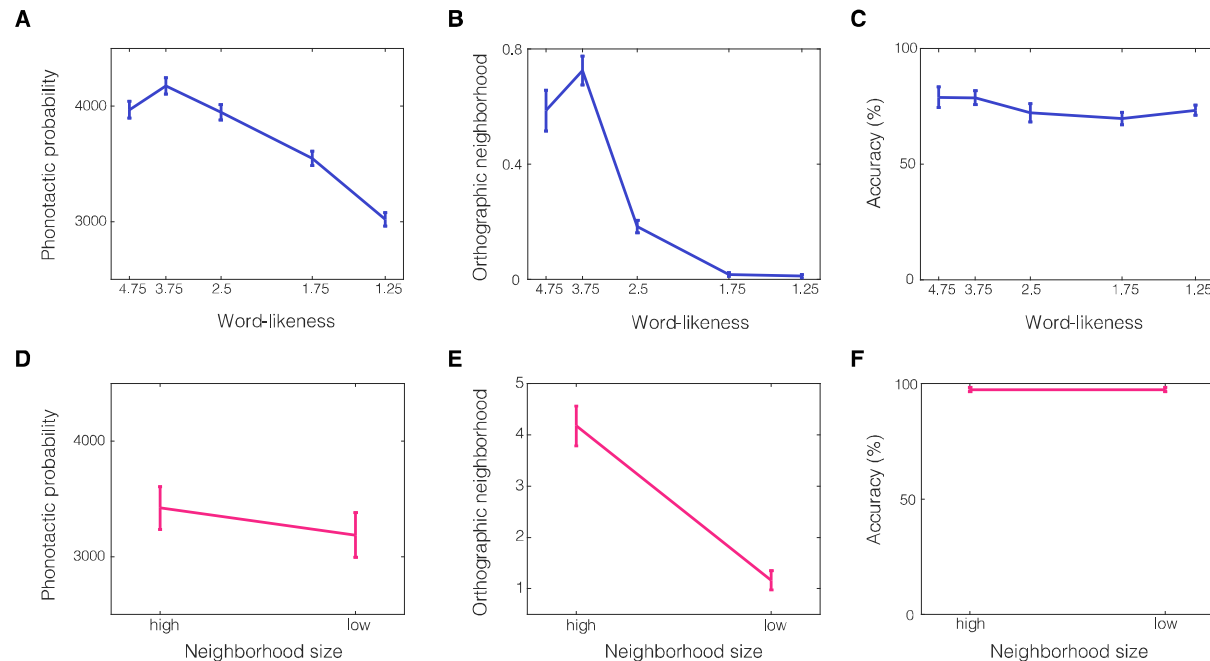 A
Phonotactic probability
4000
3000
4.75 3.75 2.5 1.75 1.25
Word-likeness
B
Orthographic neighborhood
0.8
0.4
0
4.75 3.75 2.5 1.75 1.25
Word-likeness
C
Accuracy (%)
100
50
0
4.75 3.75 2.5 1.75 1.25
Word-likeness
D
Phonotactic probability
4000
3000
high low
Neighborhood size
E
Orthographic neighborhood
5
4
3
2
1
high low
Neighborhood size
F
Accuracy (%)
100
50
0
high low
Neighborhood size